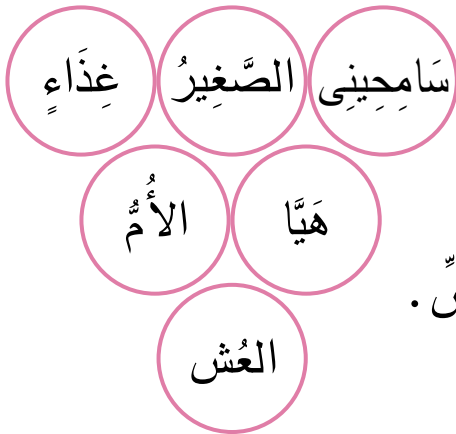 سَامِحِينِى الصَّغِيرُ غِذَاءٍ
هَيَّا الأُمُّ
العُش